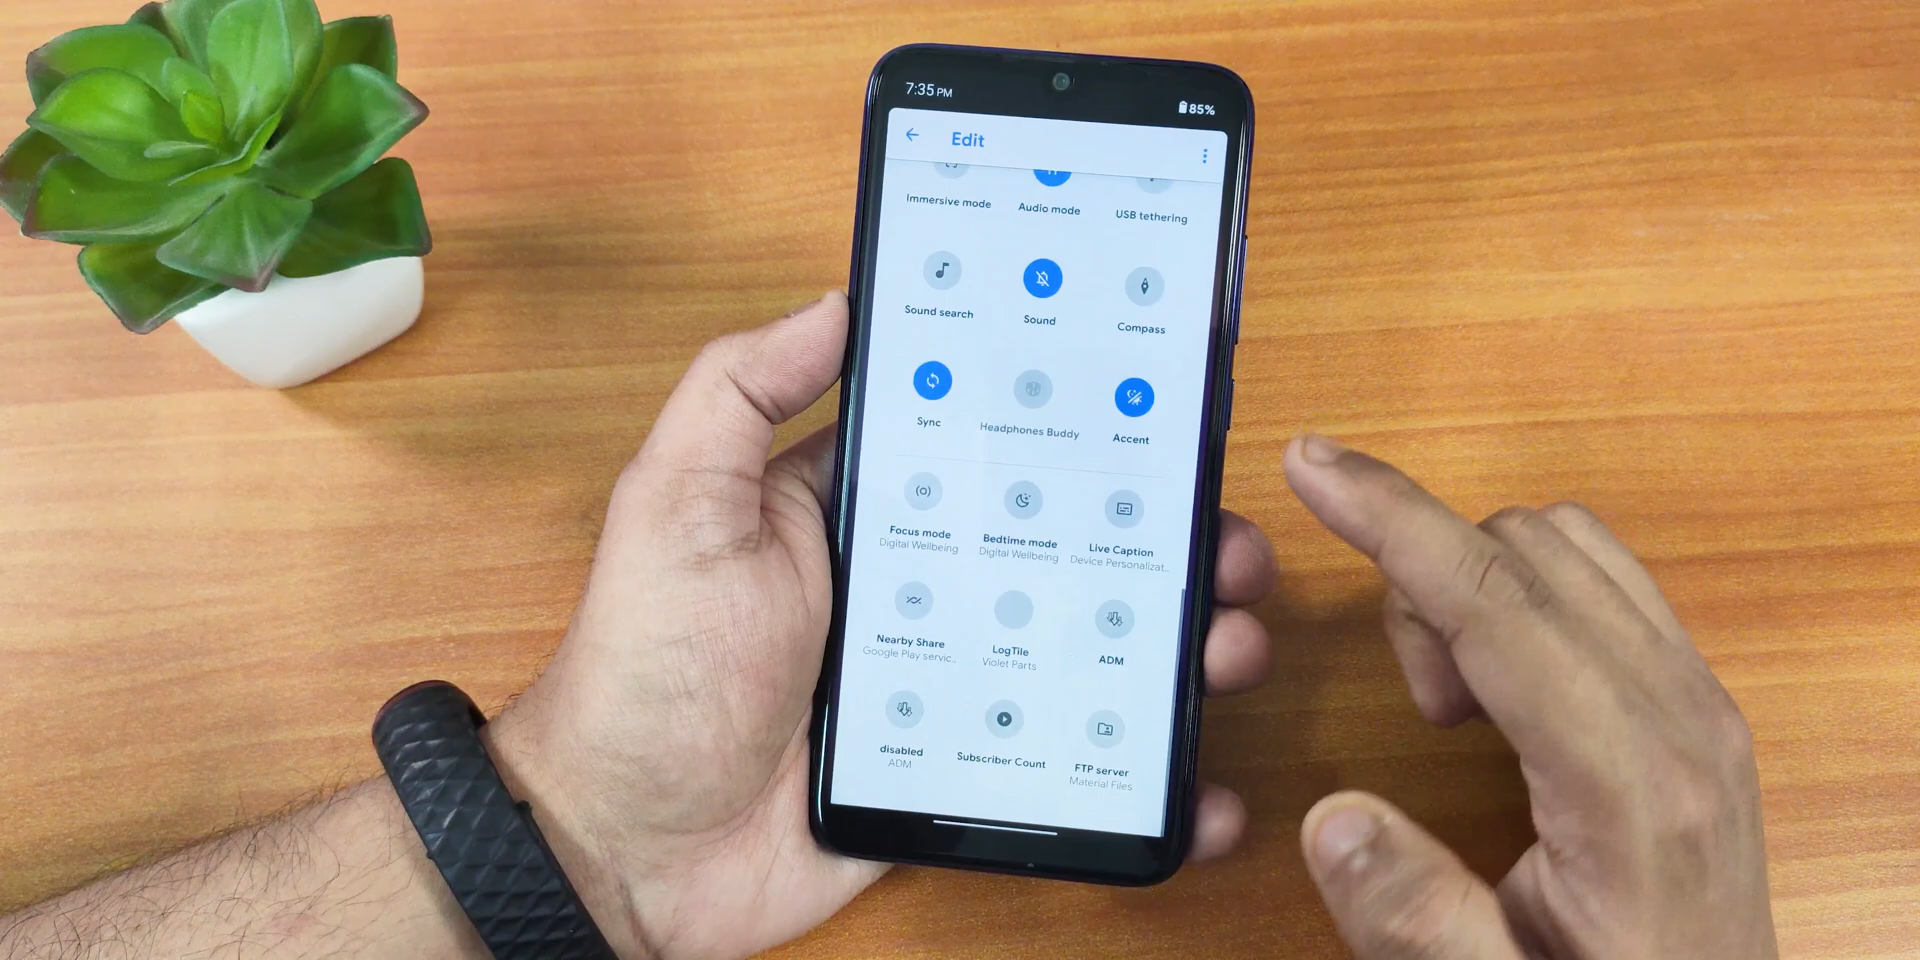 7:35 PM
85%
Edit
Immersive mode
Audio mode
USB tethering
Sound search
Sound
Compass
Sync
Headphones Buddy
Accent
Focus mode
Digital Wellbeing
Bedtime mode
Digital Wellbeing
Live Caption
Device Personalizat..
Nearby Share
Google Play servic..
LogTile
Violet Parts
ADM
disabled
ADM
Subscriber Count
FTP server
Material Files